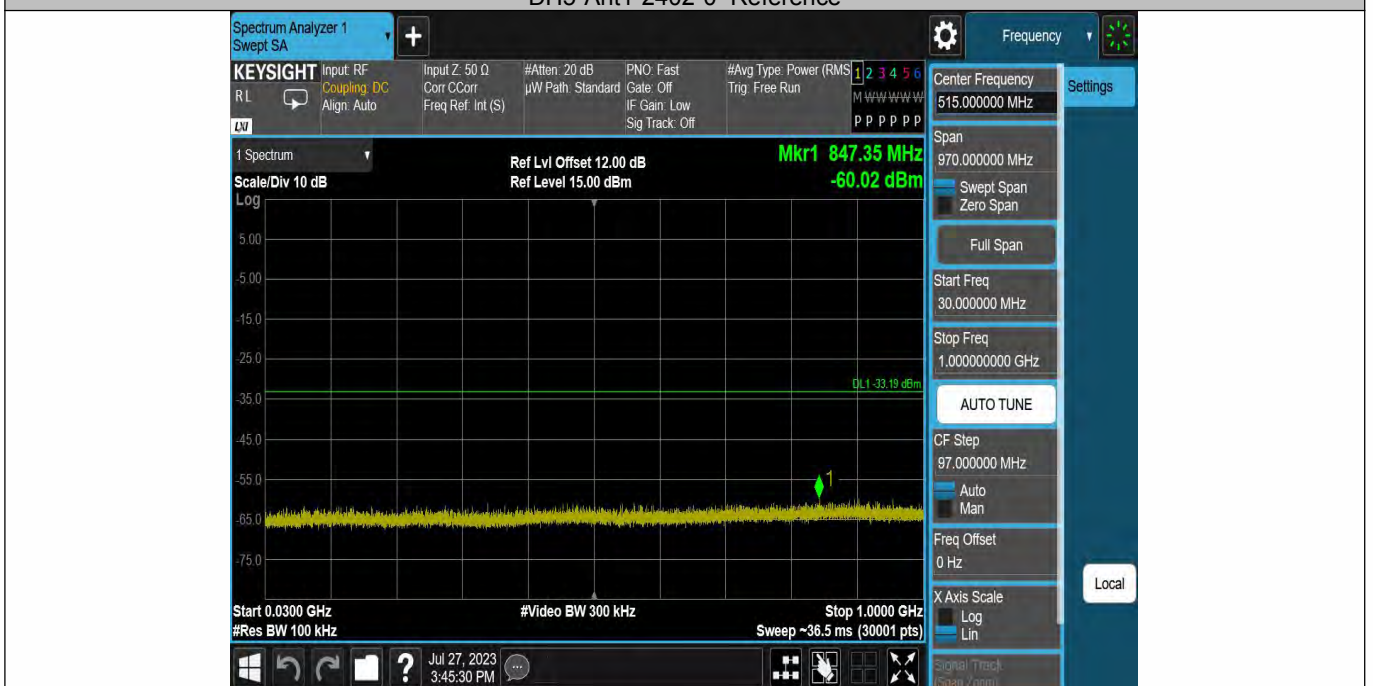 DH5-Ant1-2402-0~Reference
Spectrum Analyzer 1
Swept SA
Frequency
KEYSIGHT
RL
LXI
Input: RF
Coupling: DC
Align: Auto
Input Z: 50 Ω
Corr CCorr
Freq Ref: Int (S)
#Atten: 20 dB
µW Path: Standard
PNO: Fast
Gate: Off
IF Gain: Low
Sig Track: Off
#Avg Type: Power (RMS
Trig: Free Run
1 2 3 4 5 6
M W W W W W
P P P P P P
1 Spectrum
Scale/Div 10 dB
Log
Ref Lvl Offset 12.00 dB
Ref Level 15.00 dBm
Mkr1 847.35 MHz
-60.02 dBm
5.00
-5.00
-15.0
-25.0
DL1 -33.19 dBm
-35.0
-45.0
-55.0
1
-65.0
-75.0
Start 0.0300 GHz
#Res BW 100 kHz
#Video BW 300 kHz
Stop 1.0000 GHz
Sweep ~36.5 ms (30001 pts)
Jul 27, 2023
3:45:30 PM
Center Frequency
515.000000 MHz
Settings
Span
970.000000 MHz
Swept Span
Zero Span
Full Span
Start Freq
30.000000 MHz
Stop Freq
1.000000000 GHz
AUTO TUNE
CF Step
97.000000 MHz
Auto
Man
Freq Offset
0 Hz
X Axis Scale
Log
Lin
Local
Signal Track
(Span Zoom)